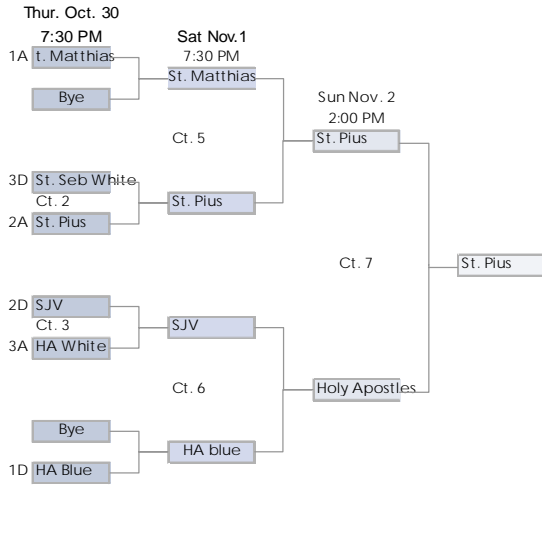 Thur. Oct. 30
7:30 PM
Sat Nov.1
7:30 PM
1A t. Matthias
St. Matthias
Bye
Sun Nov. 2
2:00 PM
Ct. 5
St. Pius
3D St. Seb White
Ct. 2
St. Pius
2A St. Pius
Ct. 7
St. Pius
2D SJV
Ct. 3
SJV
3A HA White
Ct. 6
Holy Apostles
Bye
HA blue
1D HA Blue